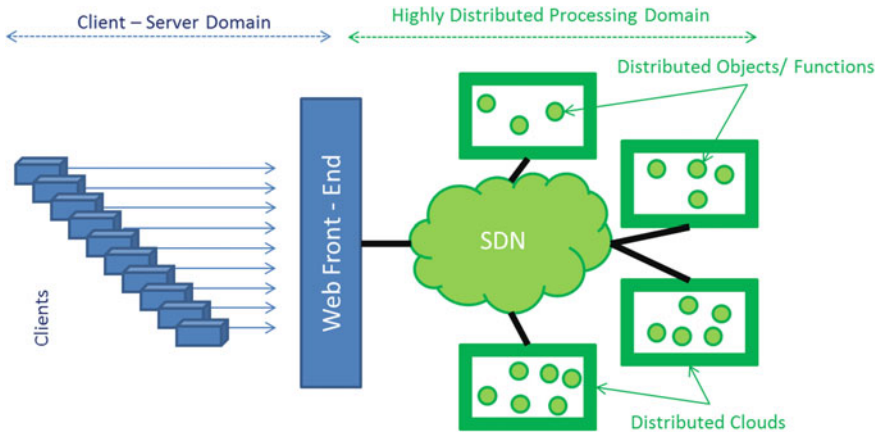 Client – Server Domain
Highly Distributed Processing Domain
Distributed Objects/ Functions
Clients
Web Front - End
SDN
Distributed Clouds